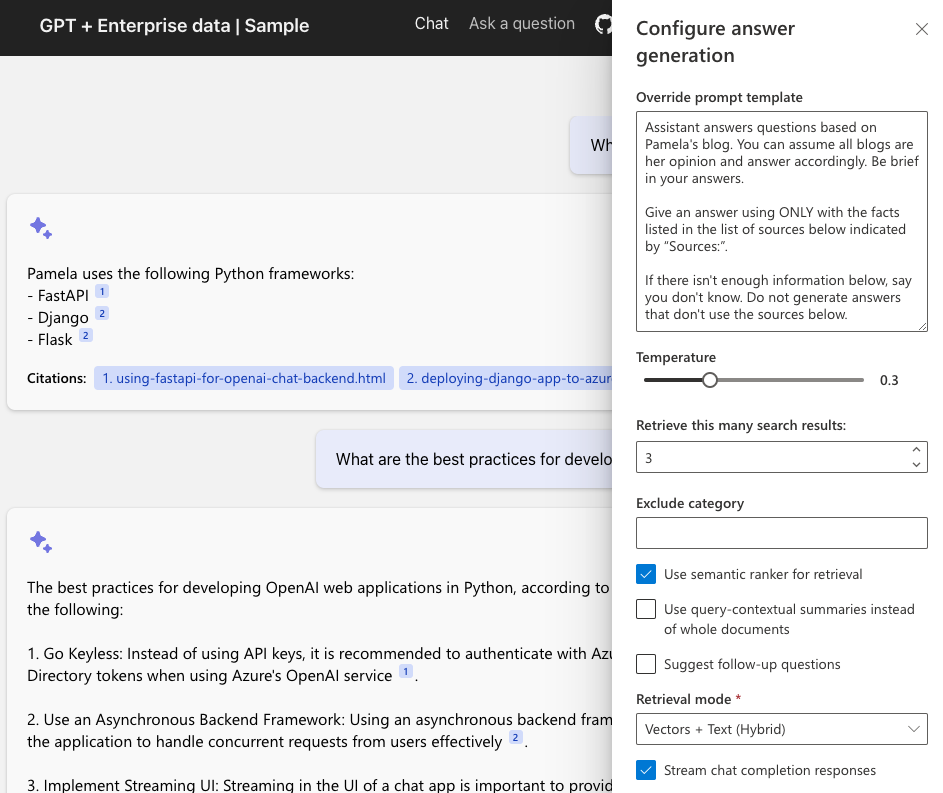 GPT + Enterprise data | Sample
Chat
Ask a question
Wh
Pamela uses the following Python frameworks:
- FastAPI 1
- Django 2
- Flask 2
Citations:
1. using-fastapi-for-openai-chat-backend.html
2. deploying-django-app-to-azur
What are the best practices for develo
The best practices for developing OpenAI web applications in Python, according to
the following:
1. Go Keyless: Instead of using API keys, it is recommended to authenticate with Azu
Directory tokens when using Azure's OpenAI service 1.
2. Use an Asynchronous Backend Framework: Using an asynchronous backend fram
the application to handle concurrent requests from users effectively 2.
3. Implement Streaming UI: Streaming in the UI of a chat app is important to provid
Configure answer
generation
Override prompt template
Assistant answers questions based on
Pamela's blog. You can assume all blogs are
her opinion and answer accordingly. Be brief
in your answers.
Give an answer using ONLY with the facts
listed in the list of sources below indicated
by “Sources:”.
If there isn't enough information below, say
you don't know. Do not generate answers
that don't use the sources below.
Temperature
0.3
Retrieve this many search results:
3
Exclude category
Use semantic ranker for retrieval
Use query-contextual summaries instead
of whole documents
Suggest follow-up questions
Retrieval mode *
Vectors + Text (Hybrid)
Stream chat completion responses